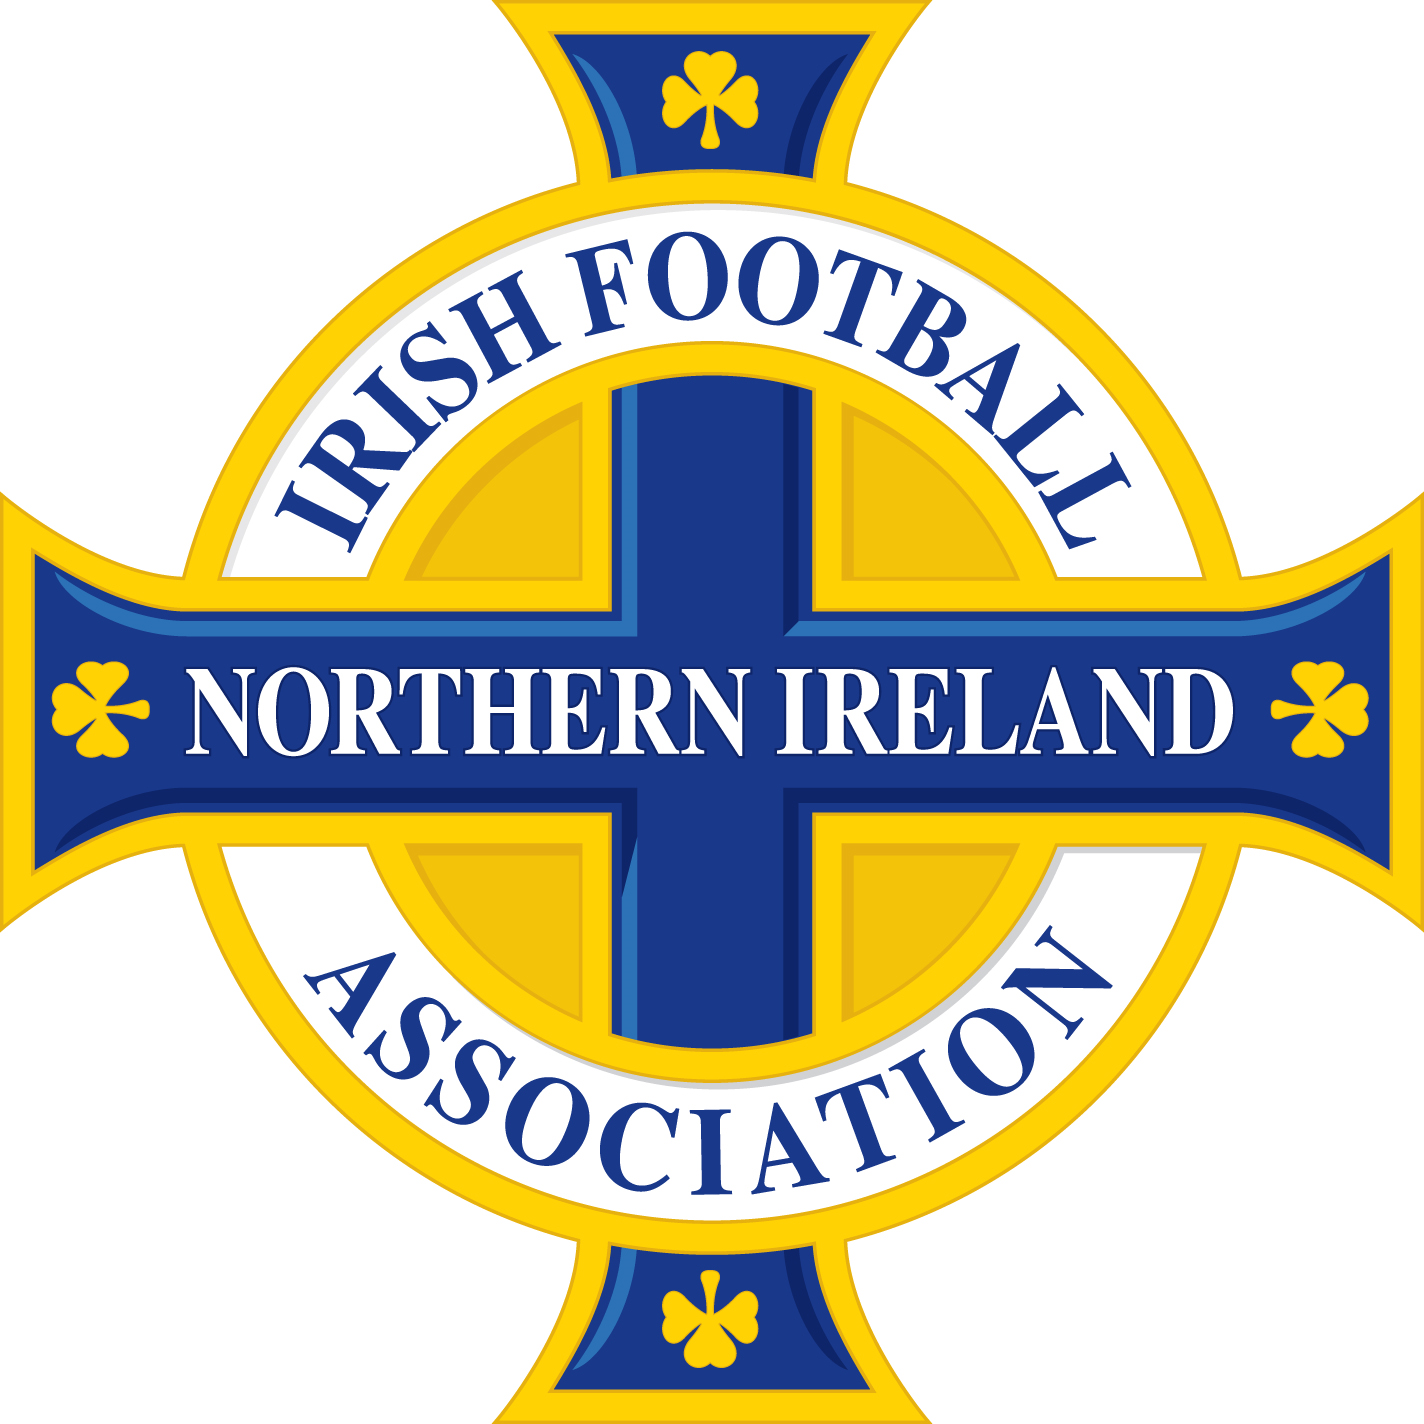 IRISH FOOTBALL
NORTHERN IRELAND
ASSOCIATION